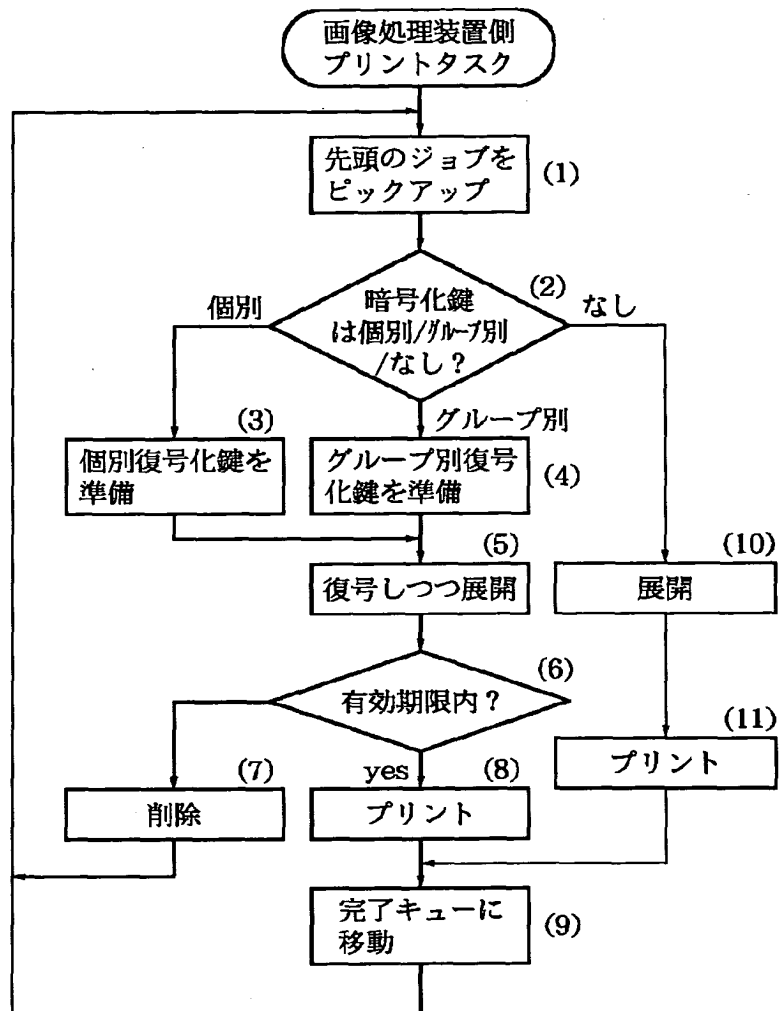 画像処理装置側
プリントタスク
先頭のジョブを
ピックアップ
(1)
(2)
個別
暗号化鍵
は個別/グループ別
/なし?
なし
グループ別
(3)
個別復号化鍵を
準備
グループ別復号
化鍵を準備
(4)
(5)
復号しつつ展開
(10)
展開
(6)
有効期限内?
(7)
削除
yes
(8)
プリント
(11)
プリント
完了キューに
移動
(9)